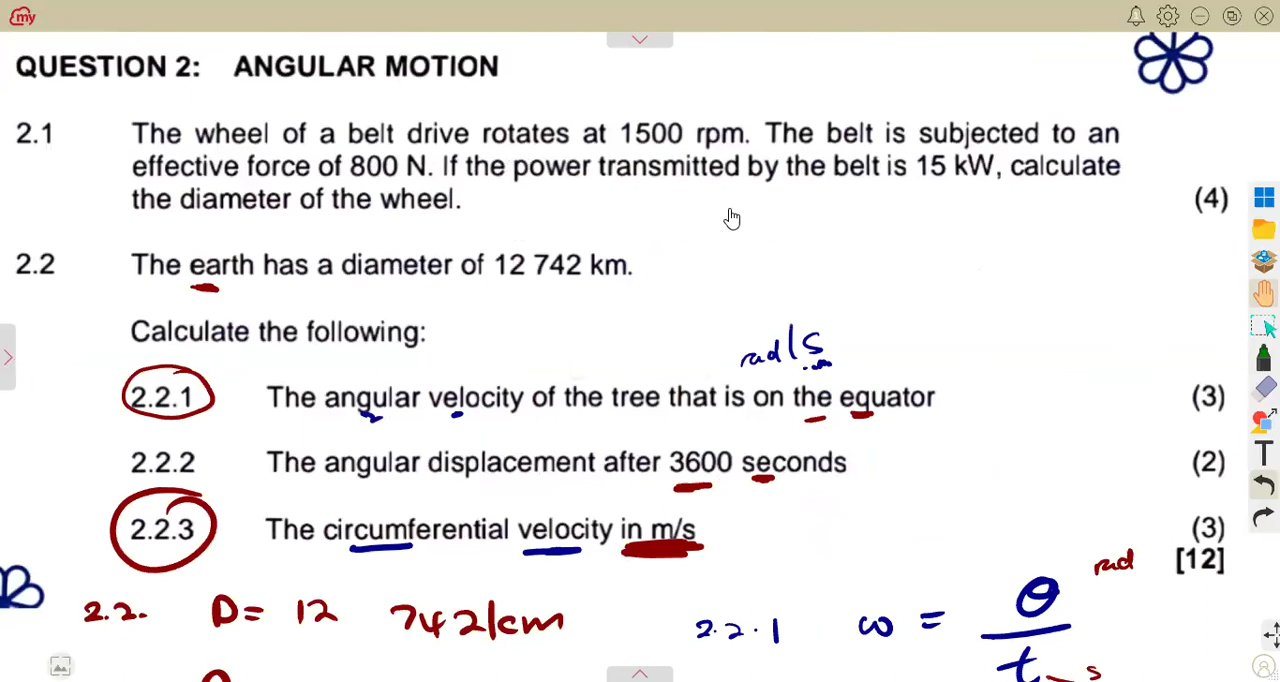 my
QUESTION 2: ANGULAR MOTION
2.1 The wheel of a belt drive rotates at 1500 rpm. The belt is subjected to an
effective force of 800 N. If the power transmitted by the belt is 15 kW, calculate
the diameter of the wheel. (4)
2.2 The earth has a diameter of 12 742 km.
Calculate the following:
rad/s
2.2.1 The angular velocity of the tree that is on the equator (3)
2.2.2 The angular displacement after 3600 seconds (2)
2.2.3 The circumferential velocity in m/s (3)
[12]
2.2. D = 12 742 km
2.2.1 ω = θ rad
t s
T